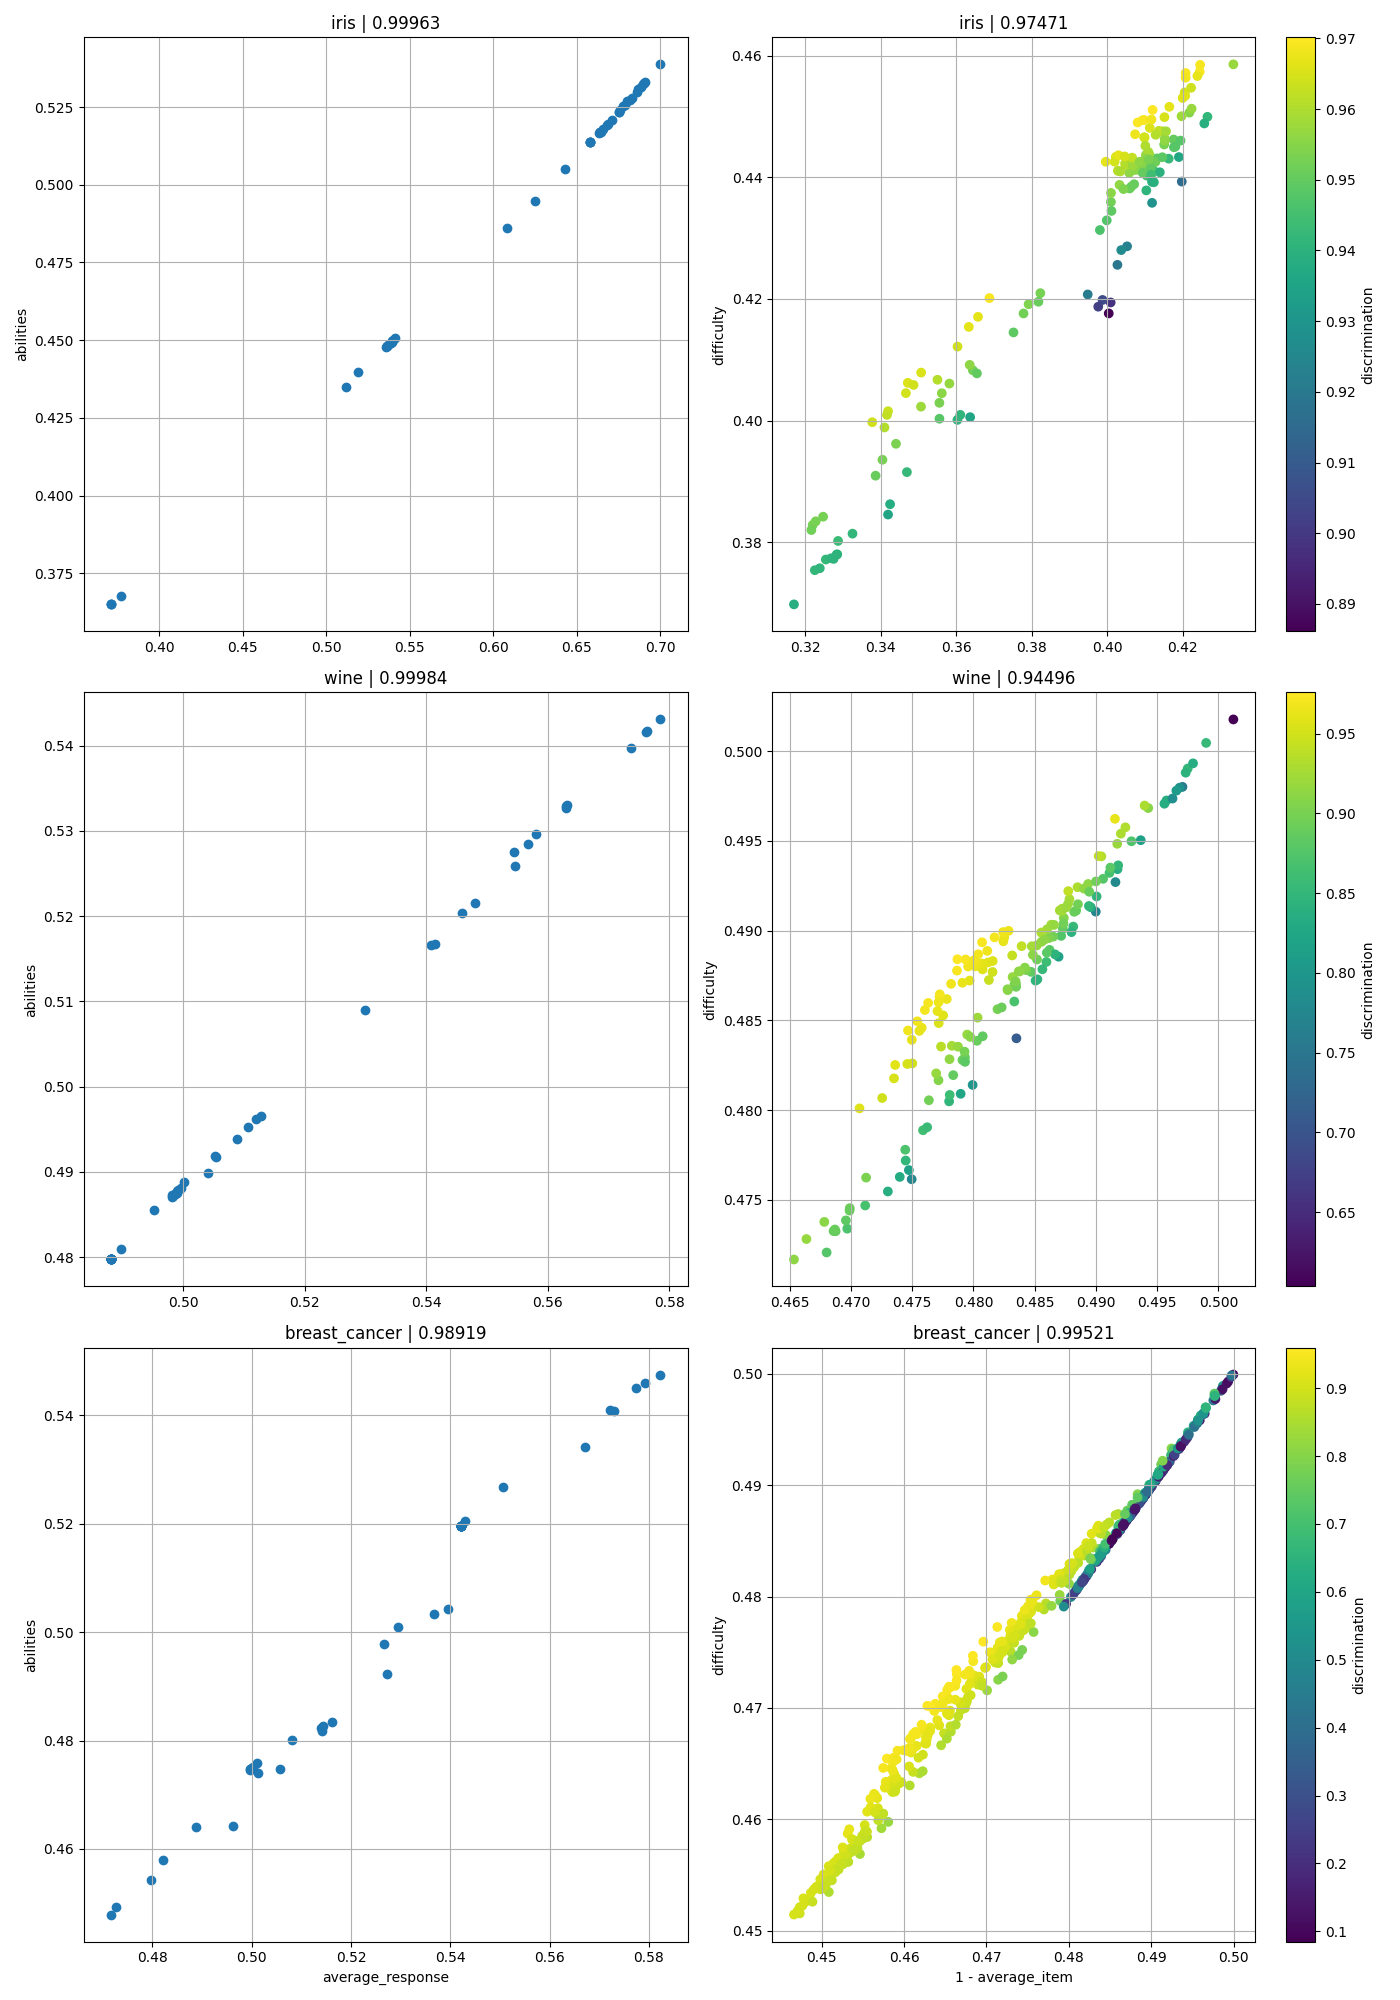 iris | 0.99963
abilities
0.525
0.500
0.475
0.450
0.425
0.400
0.375
0.40 0.45 0.50 0.55 0.60 0.65 0.70
iris | 0.97471
difficulty
0.46
0.44
0.42
0.40
0.38
0.32 0.34 0.36 0.38 0.40 0.42
0.97
0.96
0.95
0.94
0.93
0.92
0.91
0.90
0.89
discrimination
wine | 0.99984
abilities
0.54
0.53
0.52
0.51
0.50
0.49
0.48
0.50 0.52 0.54 0.56 0.58
wine | 0.94496
difficulty
0.500
0.495
0.490
0.485
0.480
0.475
0.465 0.470 0.475 0.480 0.485 0.490 0.495 0.500
0.95
0.90
0.85
0.80
0.75
0.70
0.65
discrimination
breast_cancer | 0.98919
abilities
0.54
0.52
0.50
0.48
0.46
0.48 0.50 0.52 0.54 0.56 0.58
average_response
breast_cancer | 0.99521
difficulty
0.50
0.49
0.48
0.47
0.46
0.45
0.45 0.46 0.47 0.48 0.49 0.50
1 - average_item
0.9
0.8
0.7
0.6
0.5
0.4
0.3
0.2
0.1
discrimination